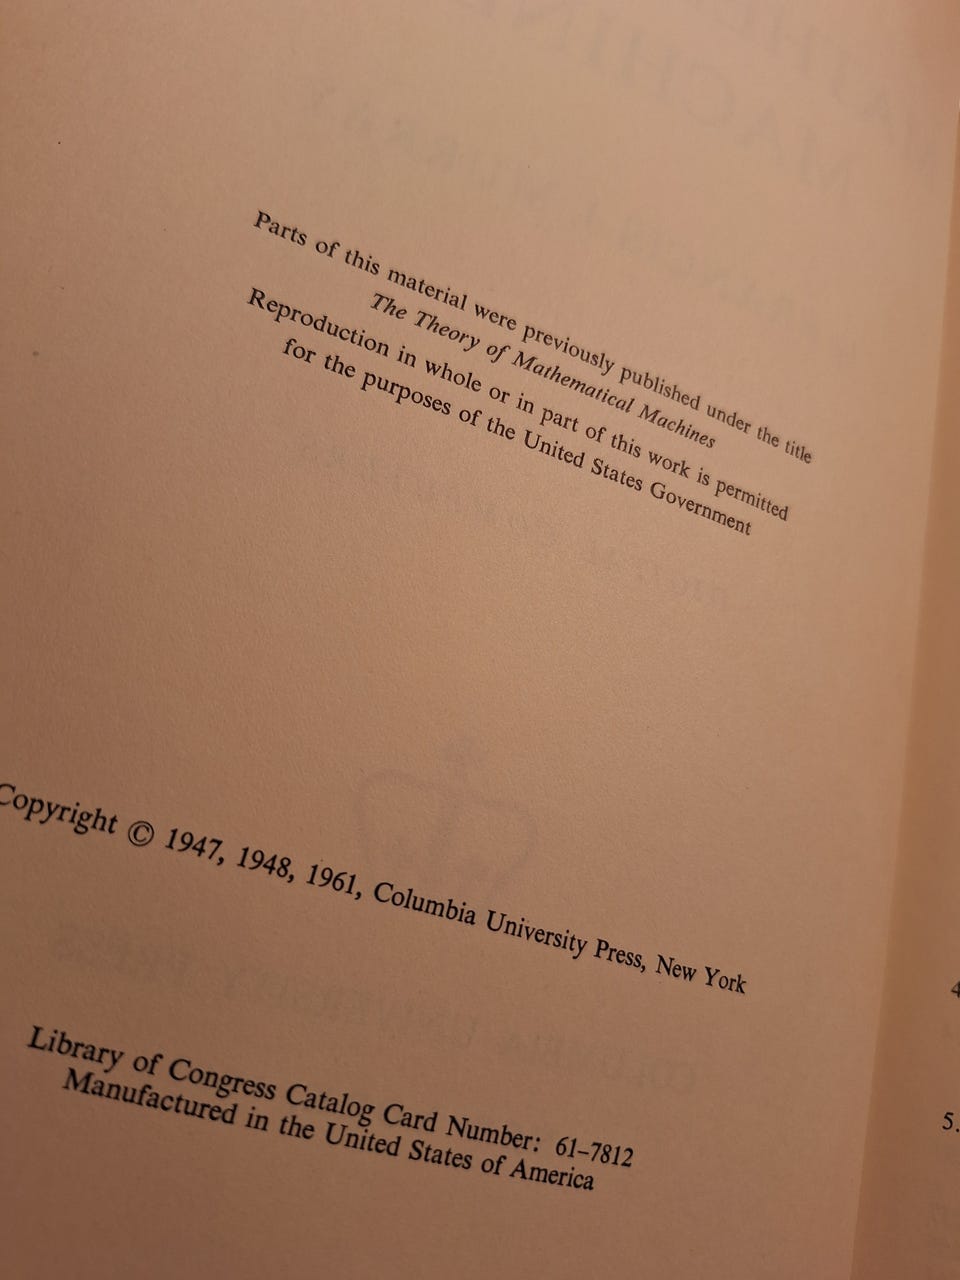 Parts of this material were previously published under the title
The Theory of Mathematical Machines
Reproduction in whole or in part of this work is permitted
for the purposes of the United States Government
Copyright © 1947, 1948, 1961, Columbia University Press, New York
Library of Congress Catalog Card Number: 61–7812
Manufactured in the United States of America
4
5.